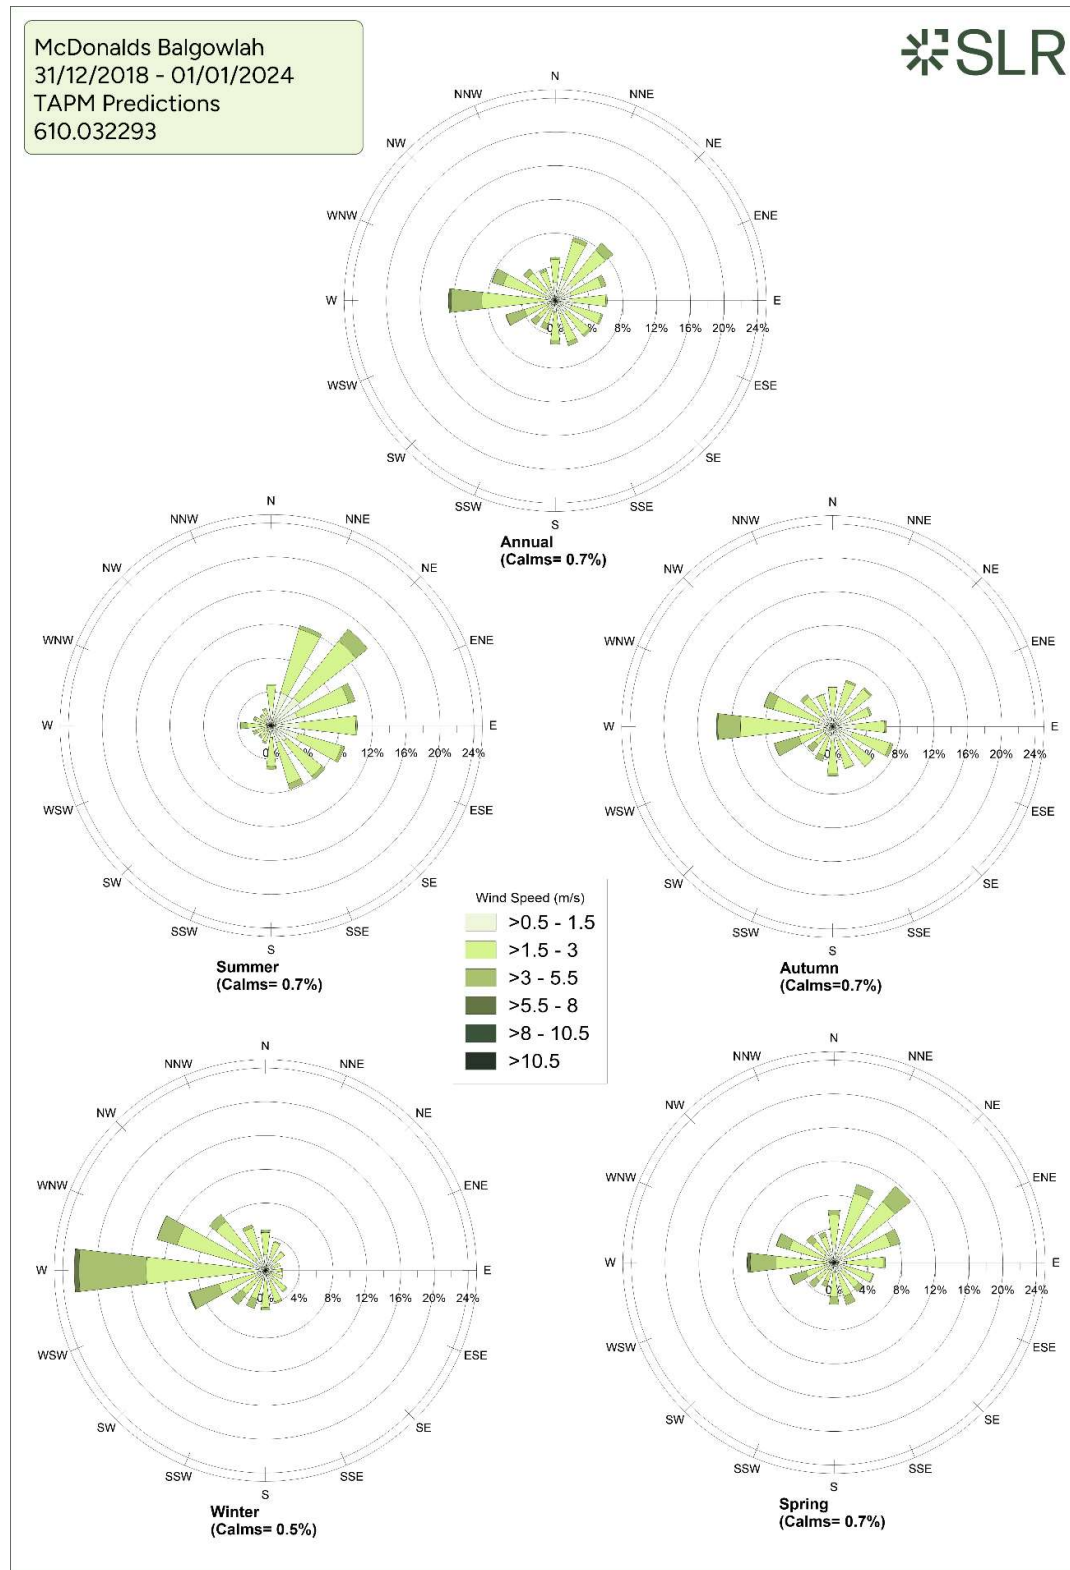 McDonalds Balgowlah
31/12/2018 - 01/01/2024
TAPM Predictions
610.032293
SLR
N
NNW
NNE
NW
NE
WNW
ENE
W
E
0%
8%
12%
16%
20%
24%
WSW
ESE
SW
SE
SSW
SSE
S
Annual
(Calms= 0.7%)
N
NNW
NNE
NW
NE
WNW
ENE
W
E
12%
16%
20%
24%
WSW
ESE
SW
SE
SSW
SSE
S
Summer
(Calms= 0.7%)
N
NNW
NNE
NW
NE
WNW
ENE
W
E
0%
4%
8%
12%
16%
20%
24%
WSW
ESE
SW
SE
SSW
SSE
S
Autumn
(Calms=0.7%)
Wind Speed (m/s)
>0.5 - 1.5
>1.5 - 3
>3 - 5.5
>5.5 - 8
>8 - 10.5
>10.5
N
NNW
NNE
NW
NE
WNW
ENE
W
E
0%
4%
8%
12%
16%
20%
24%
WSW
ESE
SW
SE
SSW
SSE
S
Winter
(Calms= 0.5%)
N
NNW
NNE
NW
NE
WNW
ENE
W
E
0%
4%
8%
12%
16%
20%
24%
WSW
ESE
SW
SE
SSW
SSE
S
Spring
(Calms= 0.7%)